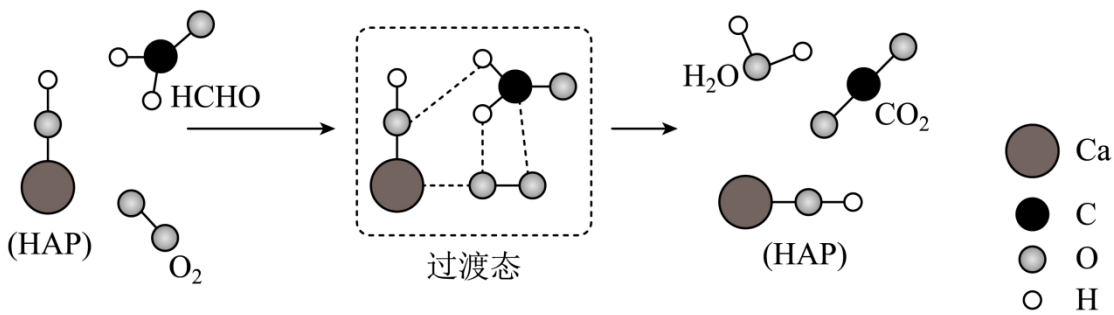 HCHO
(HAP)
O₂
过渡态
H₂O
CO₂
(HAP)
Ca
C
O
H